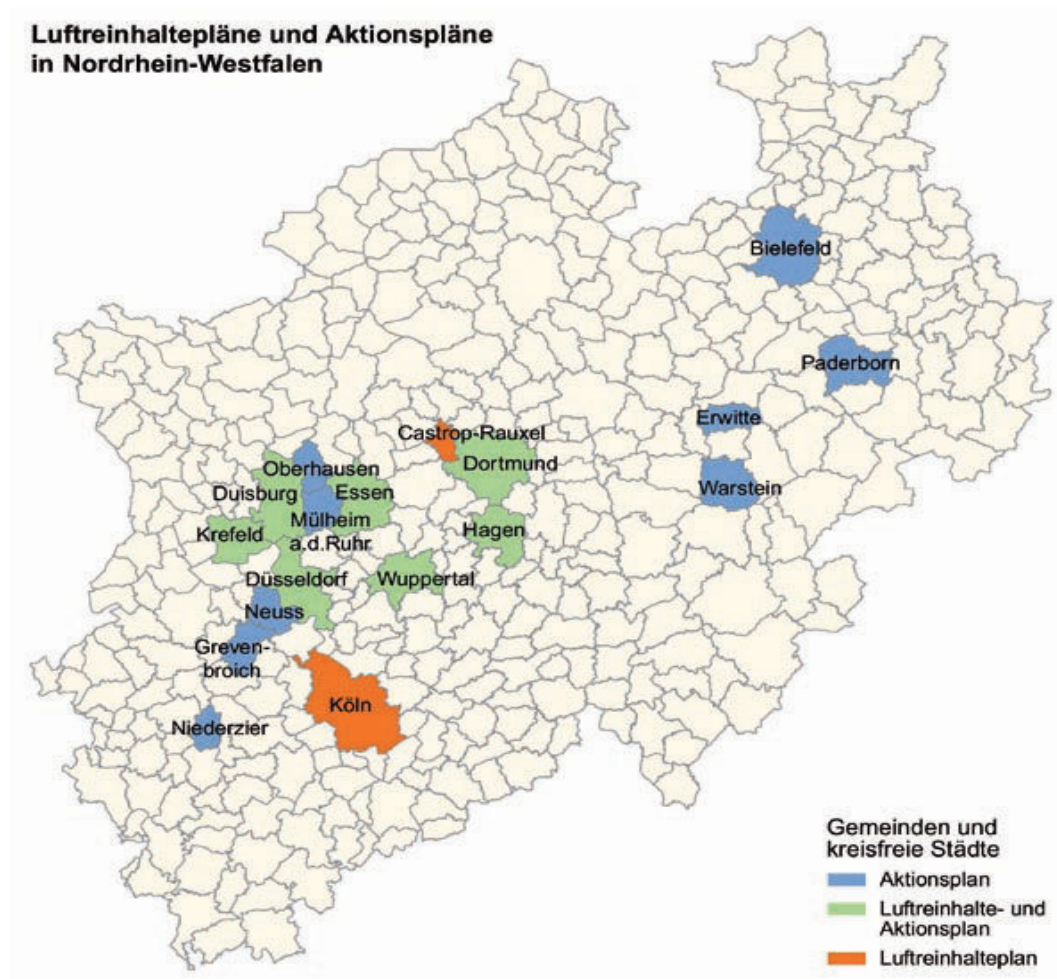 Luftreinhaltepläne und Aktionspläne
in Nordrhein-Westfalen
Bielefeld
Paderborn
Erwitte
Castrop-Rauxel
Dortmund
Oberhausen
Duisburg
Essen
Warstein
Mülheim
a.d.Ruhr
Krefeld
Hagen
Düsseldorf
Wuppertal
Neuss
Greven-
broich
Köln
Niederzier
Gemeinden und
kreisfreie Städte
Aktionsplan
Luftreinhalte- und
Aktionsplan
Luftreinhalteplan